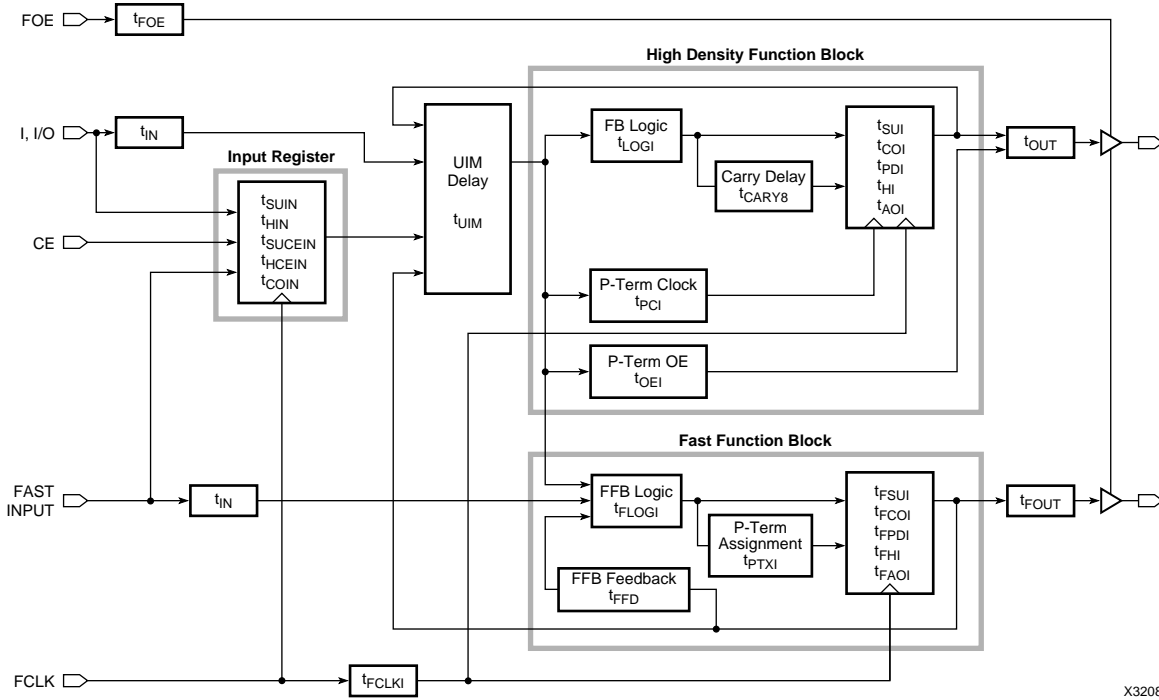 FOE
tFOE
High Density Function Block
I, I/O
tIN
Input Register
tSUIN
tHIN
tSUCEIN
tHCEIN
tCOIN
CE
UIM
Delay
tUIM
FB Logic
tLOGI
Carry Delay
tCARY8
tSUI
tCOI
tPDI
tHI
tAOI
tOUT
P-Term Clock
tPCI
P-Term OE
tOEI
Fast Function Block
FAST
INPUT
tIN
FFB Logic
tFLOGI
P-Term
Assignment
tPTXI
tFSUI
tFCOI
tFPDI
tFHI
tFAOI
tFOUT
FFB Feedback
tFFD
FCLK
tFCLKI